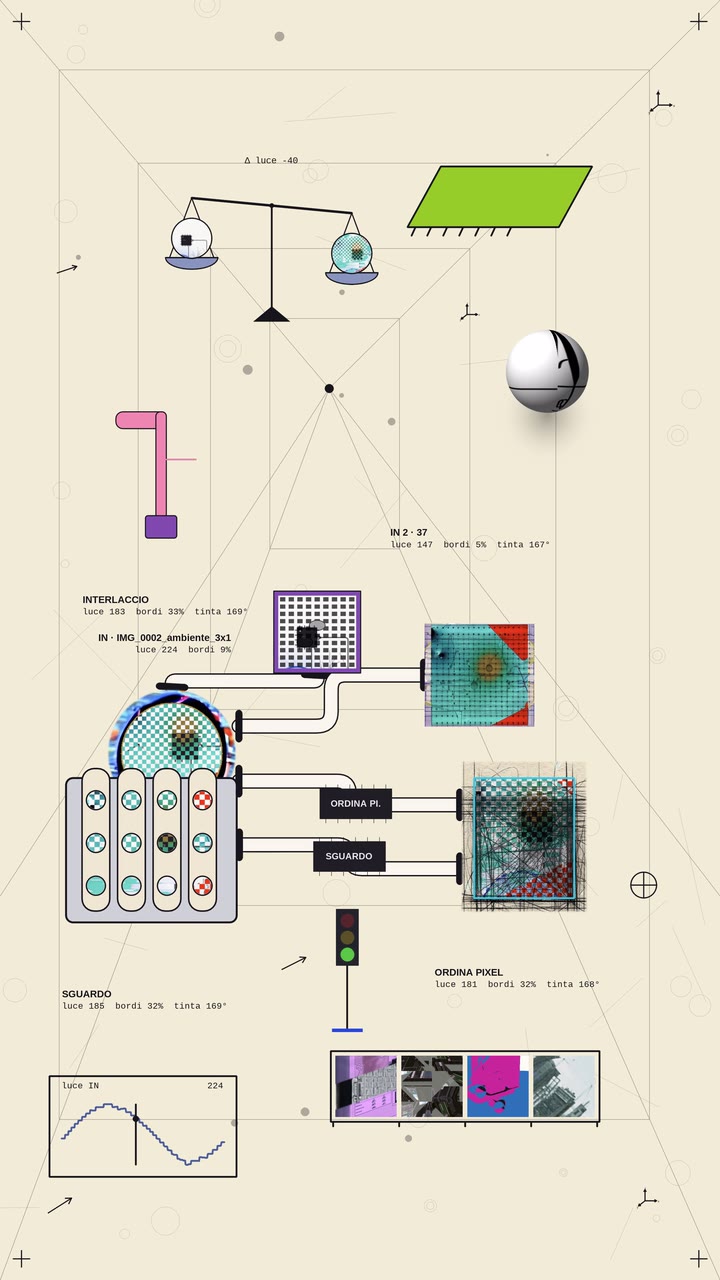 Δ luce -40
IN 2 · 37
luce 147  bordi 5%  tinta 167°
INTERLACCIO
luce 183  bordi 33%  tinta 169°
IN · IMG_0002_ambiente_3x1
luce 224  bordi 9%
ORDINA PI.
SGUARDO
ORDINA PIXEL
luce 181  bordi 32%  tinta 168°
SGUARDO
luce 185  bordi 32%  tinta 169°
luce IN 224